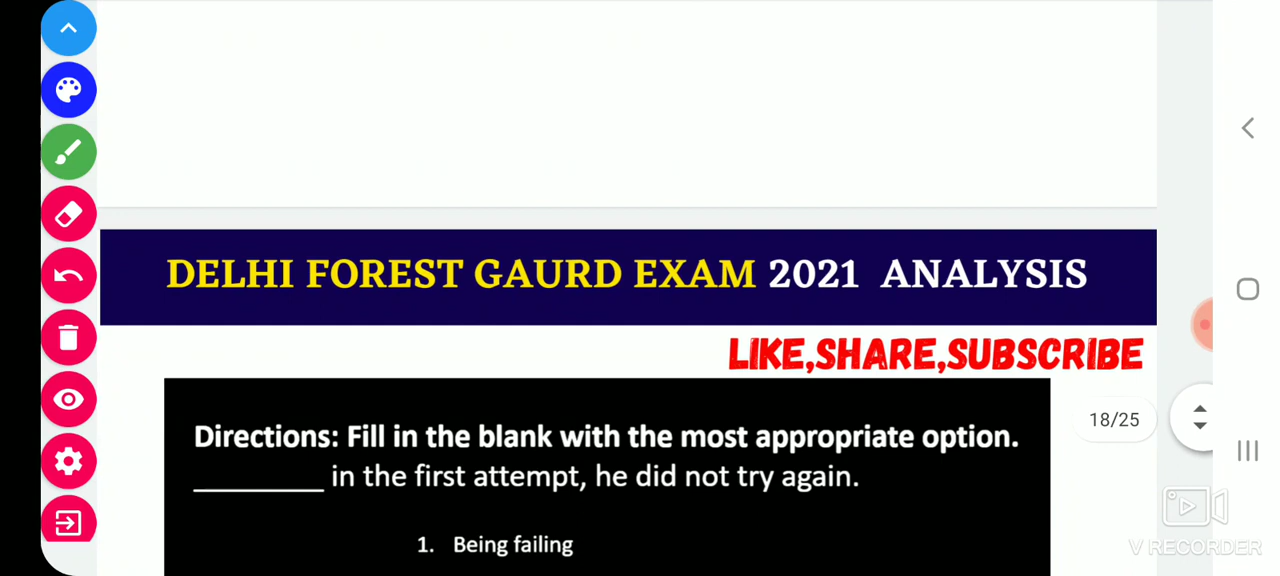 DELHI FOREST GAURD EXAM 2021 ANALYSIS
LIKE,SHARE,SUBSCRIBE
18/25
Directions: Fill in the blank with the most appropriate option.
_________ in the first attempt, he did not try again.
1. Being failing
V RECORDER